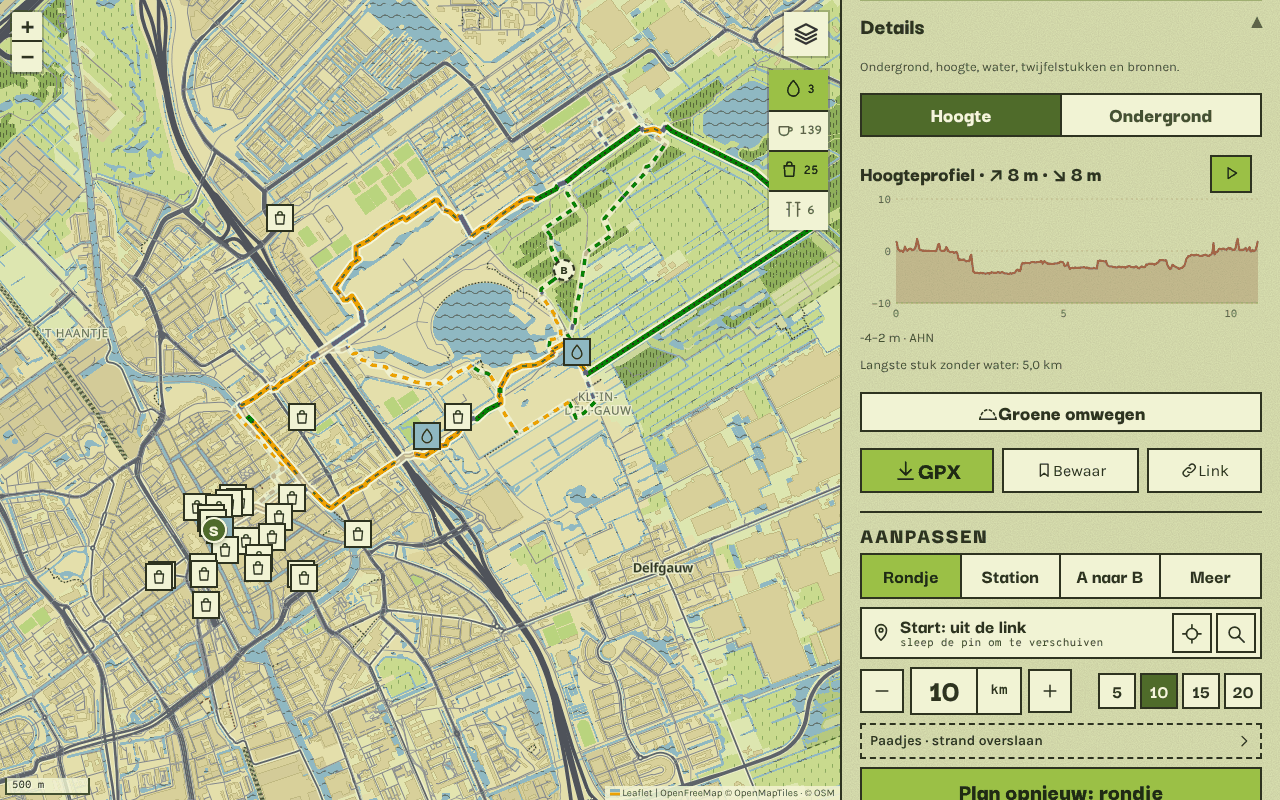 +
−
3
139
25
6
'T HAANTJE
B
KLEIN-
DELFGAUW
S
Delfgauw
500 m
Leaflet | OpenFreeMap © OpenMapTiles · © OSM
Details
Ondergrond, hoogte, water, twijfelstukken en bronnen.
Hoogte Ondergrond
Hoogteprofiel · ↗ 8 m · ↘ 8 m
10
0
−10
0 5 10
-4–2 m · AHN
Langste stuk zonder water: 5,0 km
Groene omwegen
GPX Bewaar Link
AANPASSEN
Rondje Station A naar B Meer
Start: uit de link
sleep de pin om te verschuiven
− 10 km + 5 10 15 20
Paadjes · strand overslaan
Plan opnieuw: rondje